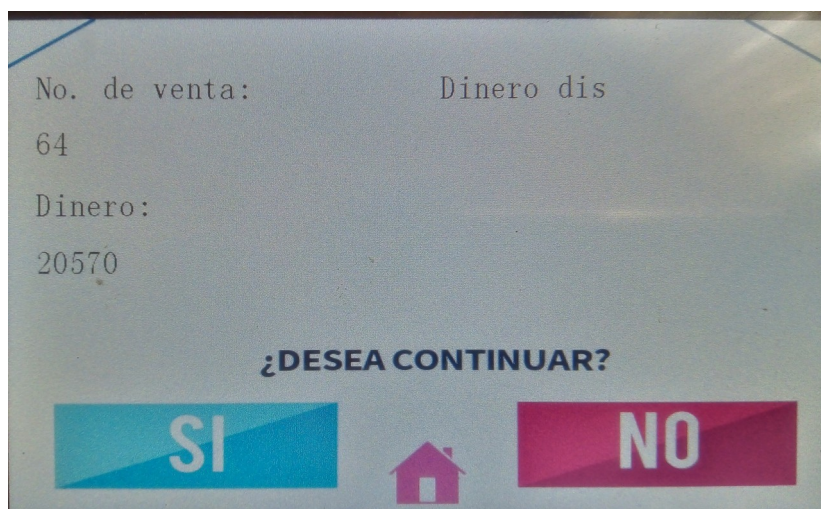 No. de venta:
Dinero dis
64
Dinero:
20570
¿DESEA CONTINUAR?
SI
NO